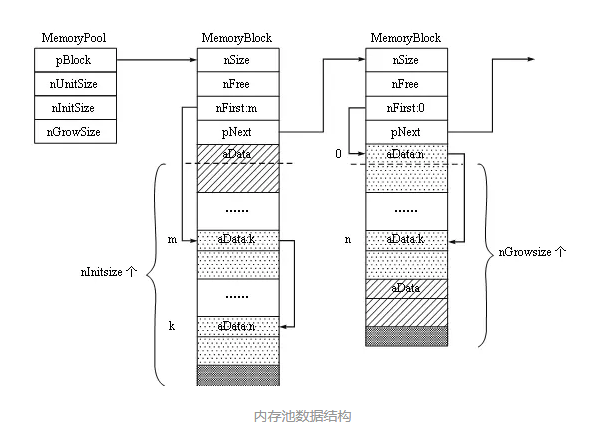 MemoryPool
pBlock
nUnitSize
nInitSize
nGrowSize
MemoryBlock
nSize
nFree
nFirst:m
pNext
aData
……
m
aData:k
……
k
aData:n
nInitsize 个
MemoryBlock
nSize
nFree
nFirst:0
pNext
0
aData:n
……
n
aData:k
aData
nGrowsize 个
内存池数据结构